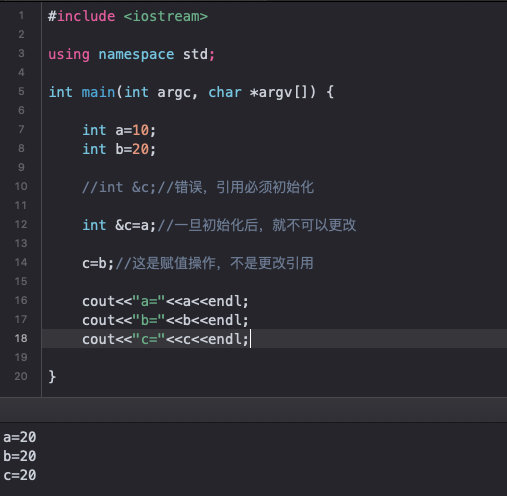 1 #include <iostream>
2
3 using namespace std;
4
5 int main(int argc, char *argv[]) {
6
7 int a=10;
8 int b=20;
9
10 //int &c;//错误，引用必须初始化
11
12 int &c=a;//一旦初始化后，就不可以更改
13
14 c=b;//这是赋值操作，不是更改引用
15
16 cout<<"a="<<a<<endl;
17 cout<<"b="<<b<<endl;
18 cout<<"c="<<c<<endl;
19
20 }
a=20
b=20
c=20